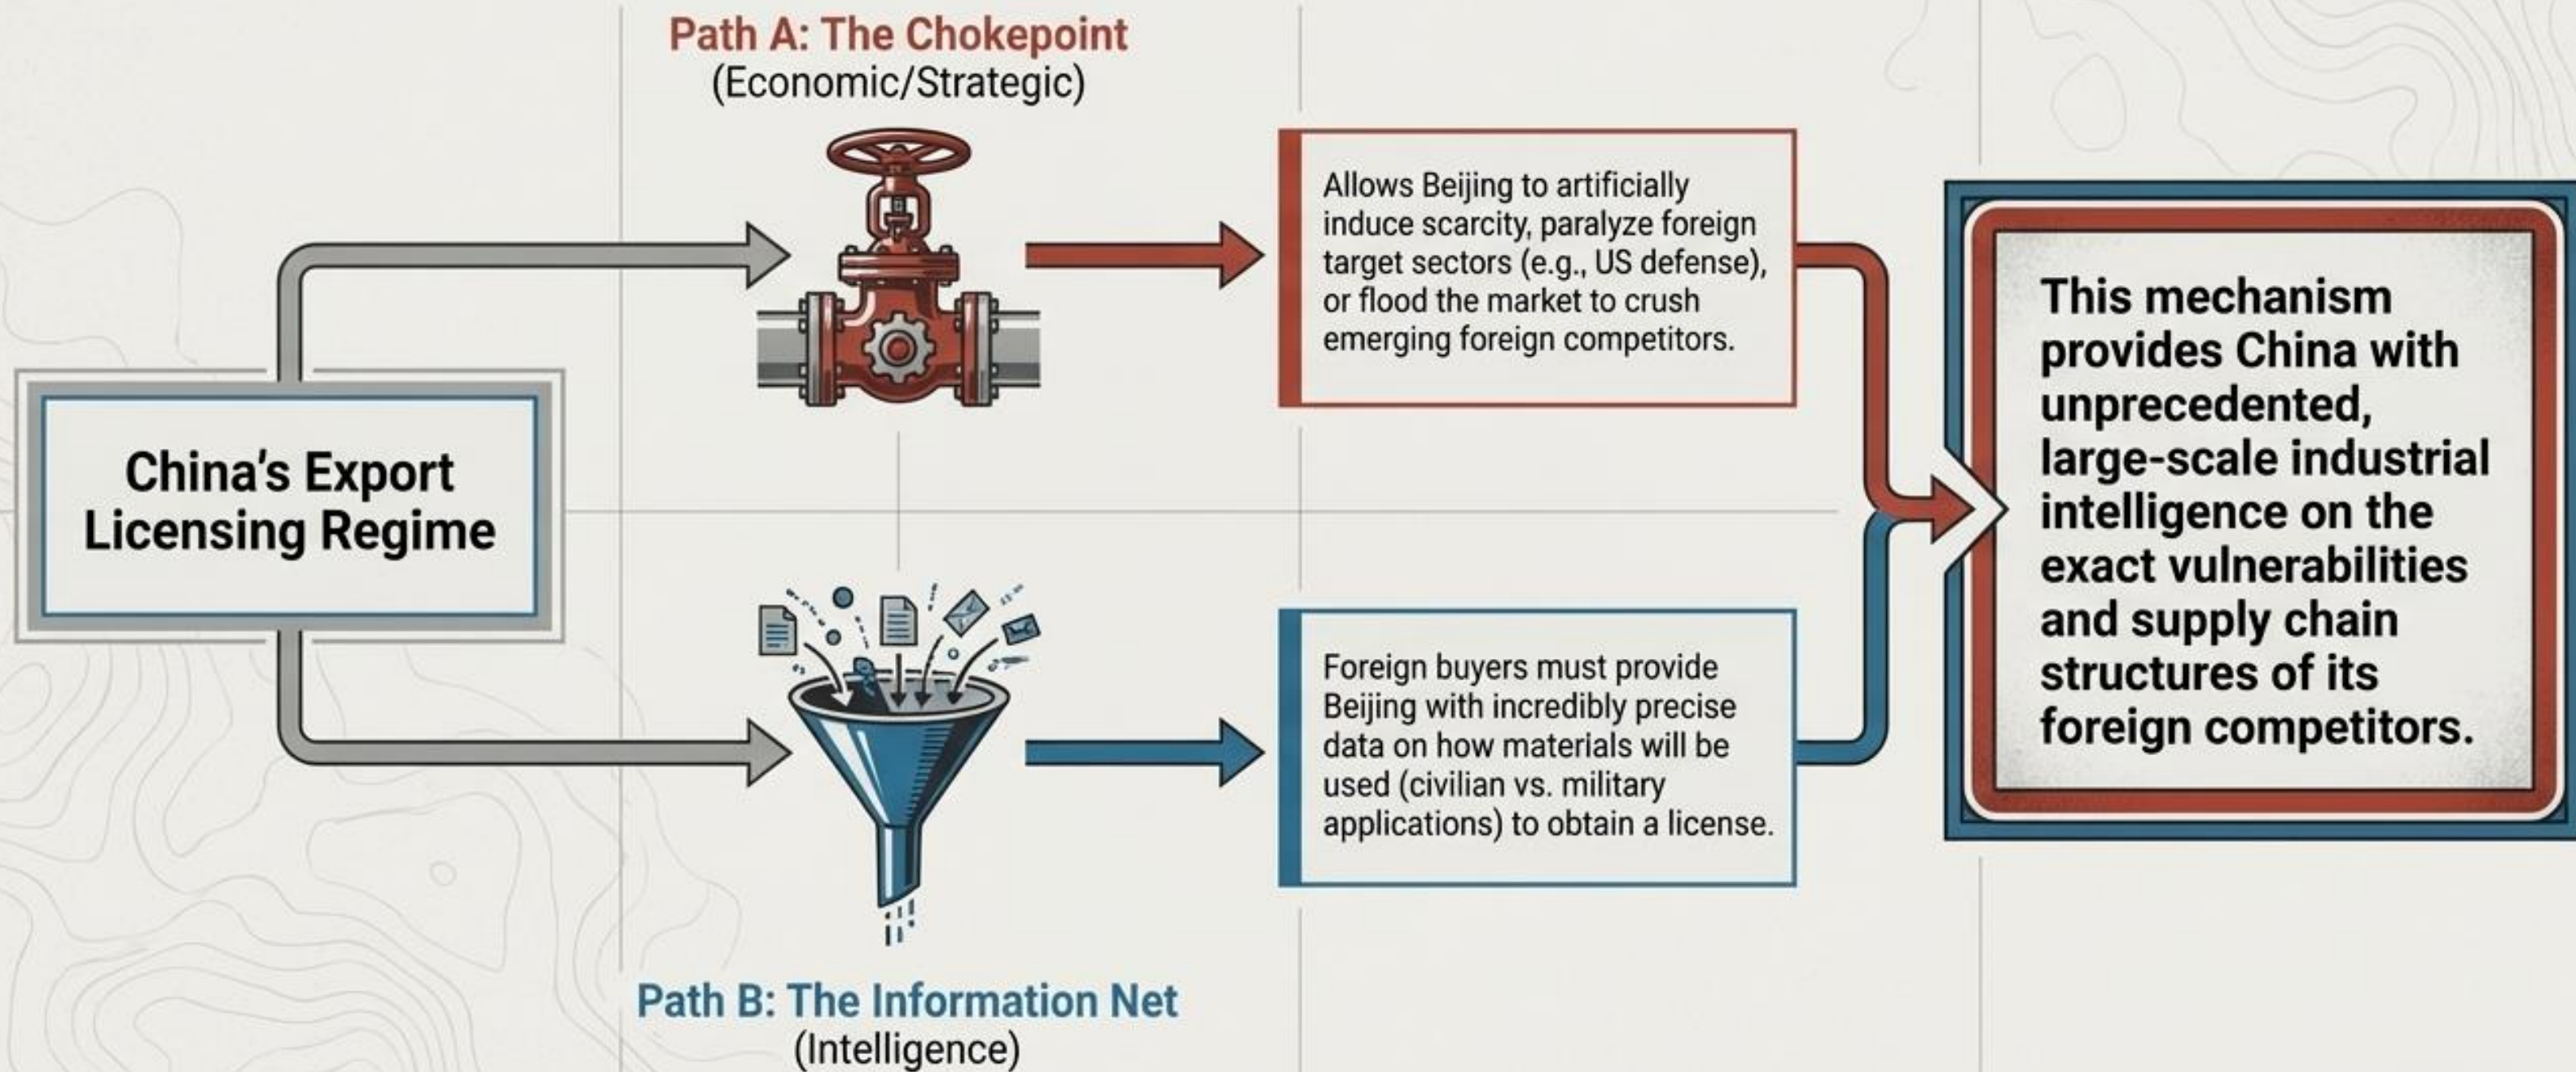 Path A: The Chokepoint
(Economic/Strategic)
Allows Beijing to artificially
induce scarcity, paralyze foreign
target sectors (e.g., US defense),
or flood the market to crush
emerging foreign competitors.
China's Export
Licensing Regime
This mechanism
provides China with
unprecedented,
large-scale industrial
intelligence on the
exact vulnerabilities
and supply chain
structures of its
foreign competitors.
Foreign buyers must provide
Beijing with incredibly precise
data on how materials will be
used (civilian vs. military
applications) to obtain a license.
Path B: The Information Net
(Intelligence)